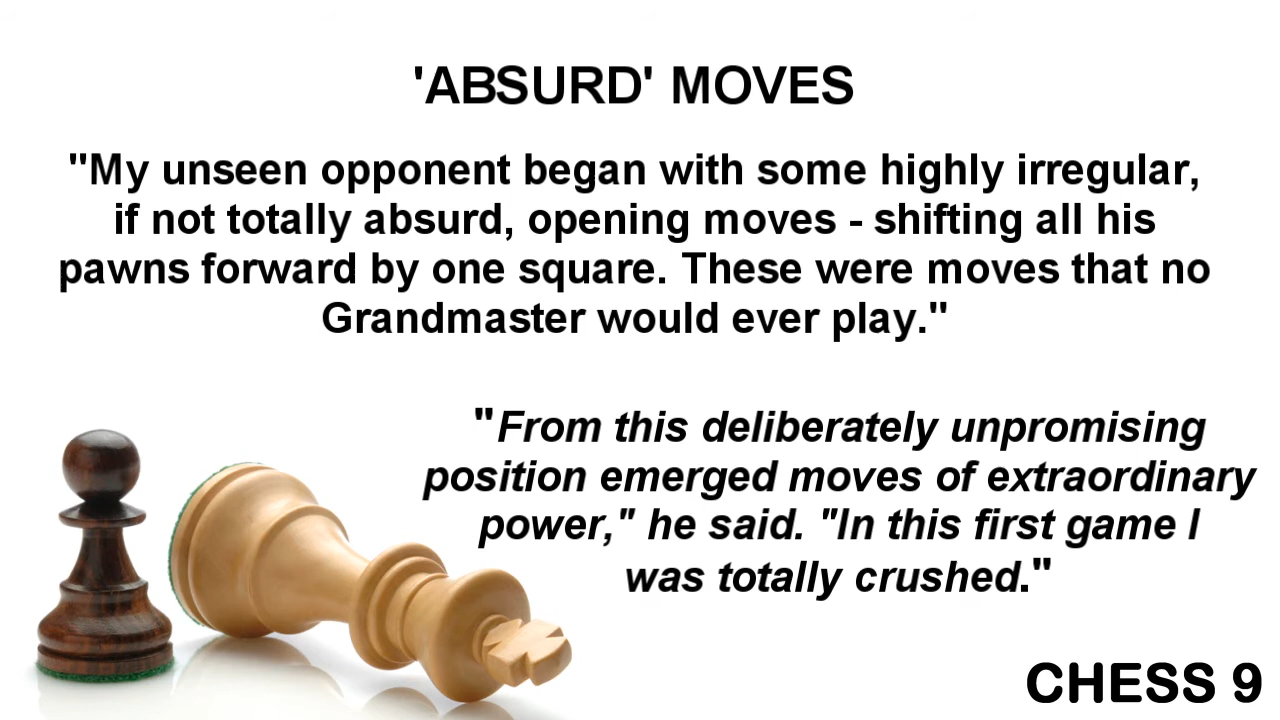 'ABSURD' MOVES
"My unseen opponent began with some highly irregular,
if not totally absurd, opening moves - shifting all his
pawns forward by one square. These were moves that no
Grandmaster would ever play."
"From this deliberately unpromising
position emerged moves of extraordinary
power," he said. "In this first game I
was totally crushed."
CHESS 9